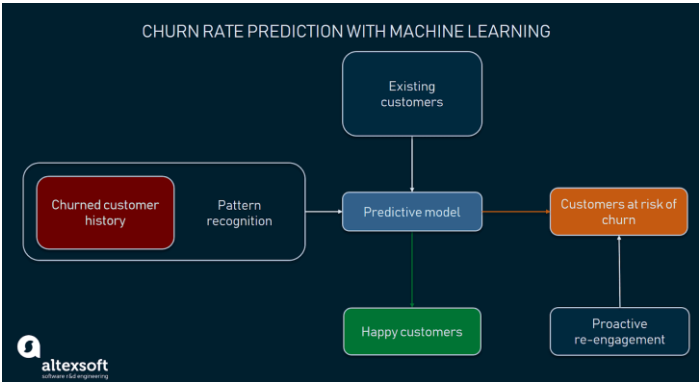 CHURN RATE PREDICTION WITH MACHINE LEARNING
Existing
customers
Churned customer
history
Pattern
recognition
Predictive model
Customers at risk of
churn
Happy customers
Proactive
re-engagement
altexsoft
software r&d engineering